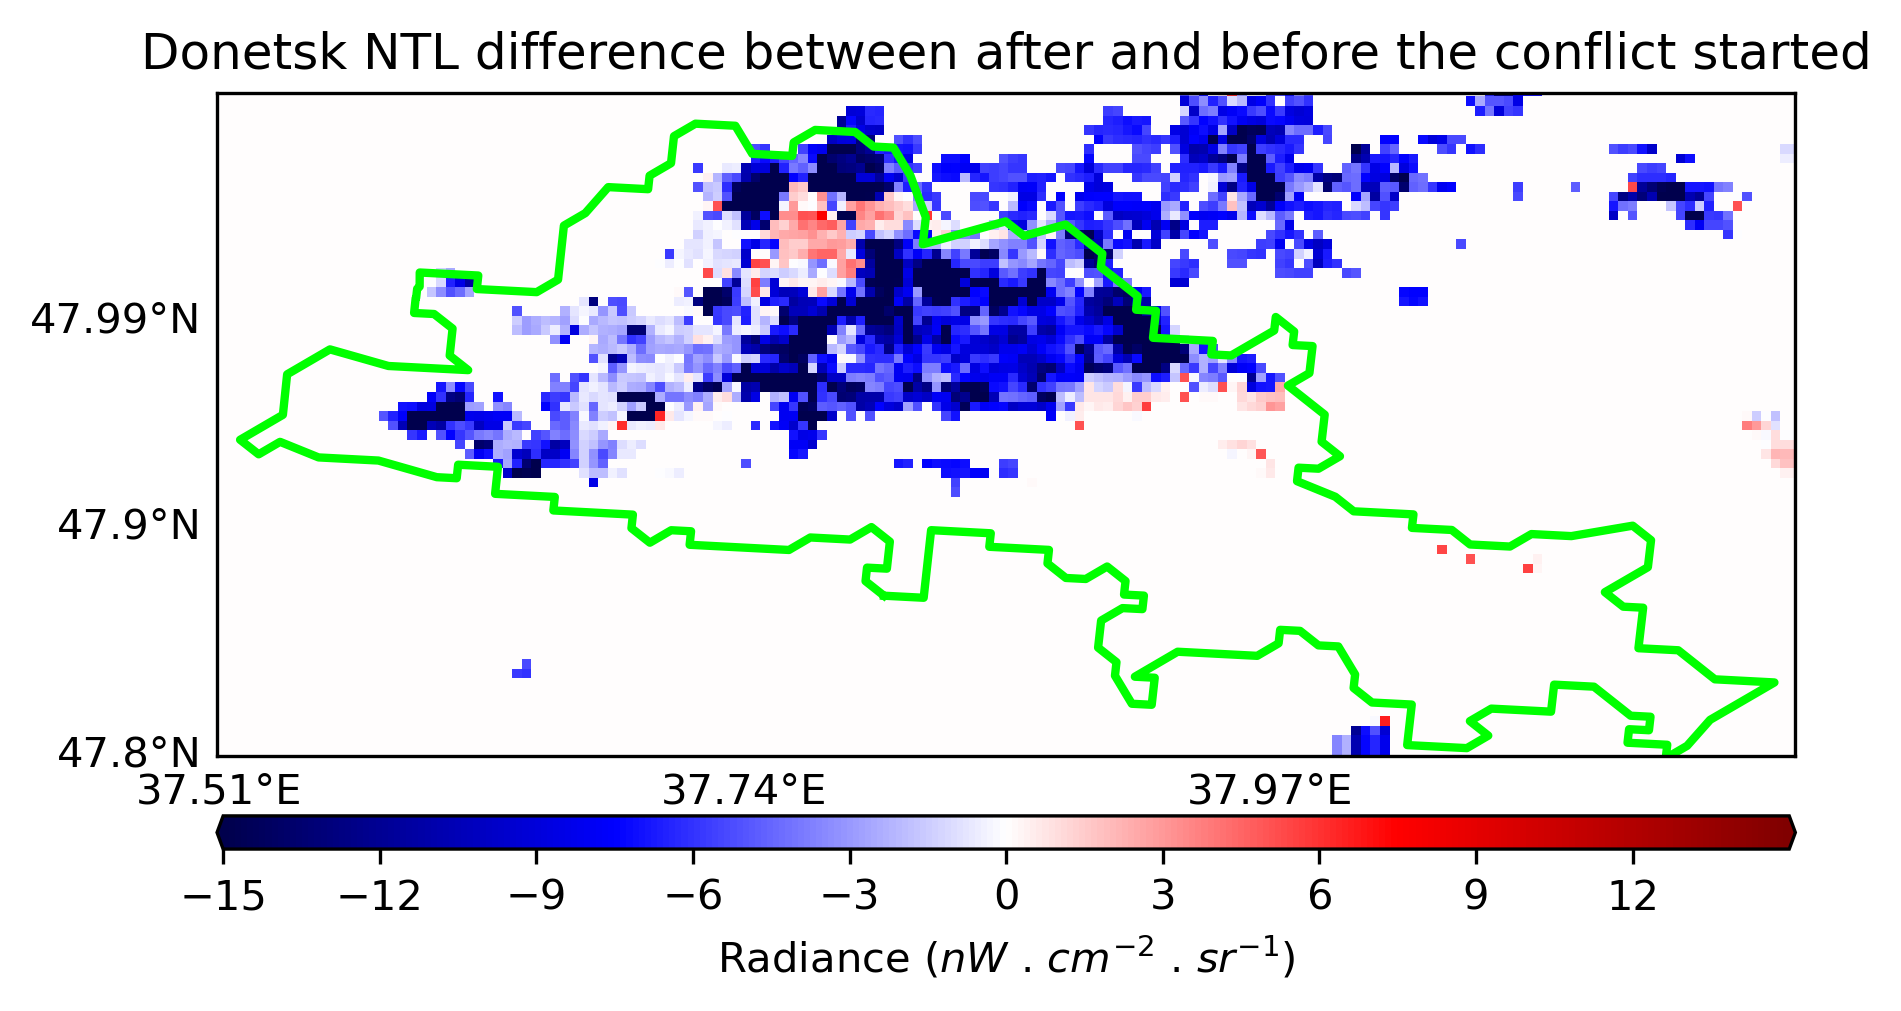 Donetsk NTL difference between after and before the conflict started
47.99°N
47.9°N
47.8°N
37.51°E 37.74°E 37.97°E
−15 −12 −9 −6 −3 0 3 6 9 12
Radiance (nW . cm⁻² . sr⁻¹)